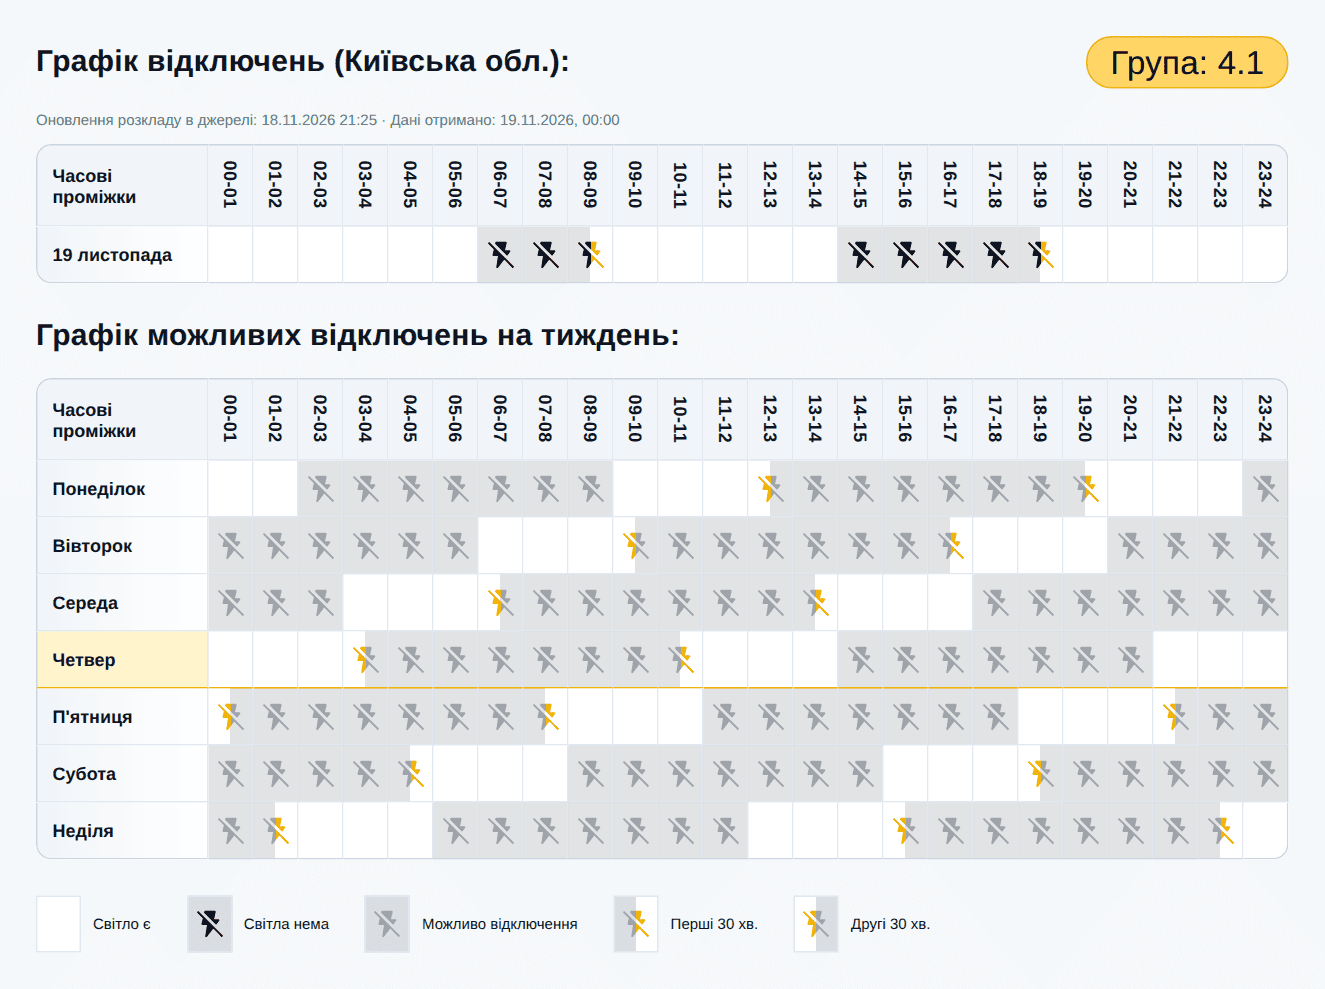 Графік відключень (Київська обл.):
Група: 4.1
Оновлення розкладу в джерелі: 18.11.2026 21:25 · Дані отримано: 19.11.2026, 00:00
Часові проміжки 00-01 01-02 02-03 03-04 04-05 05-06 06-07 07-08 08-09 09-10 10-11 11-12 12-13 13-14 14-15 15-16 16-17 17-18 18-19 19-20 20-21 21-22 22-23 23-24
19 листопада
Графік можливих відключень на тиждень:
Часові проміжки 00-01 01-02 02-03 03-04 04-05 05-06 06-07 07-08 08-09 09-10 10-11 11-12 12-13 13-14 14-15 15-16 16-17 17-18 18-19 19-20 20-21 21-22 22-23 23-24
Понеділок
Вівторок
Середа
Четвер
П'ятниця
Субота
Неділя
Світло є Світла нема Можливо відключення Перші 30 хв. Другі 30 хв.